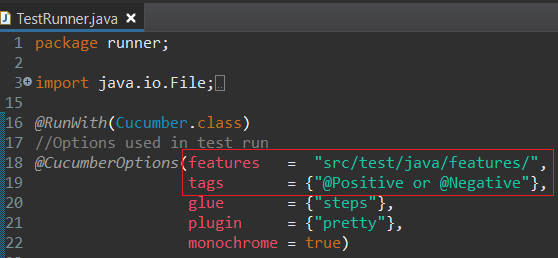 TestRunner.java
1 package runner;
2
3 import java.io.File;
15
16 @RunWith(Cucumber.class)
17 //Options used in test run
18 @CucumberOptions(features   =  "src/test/java/features/",
19                  tags       = {"@Positive or @Negative"},
20                  glue       = {"steps"},
21                  plugin     = {"pretty"},
22                  monochrome = true)